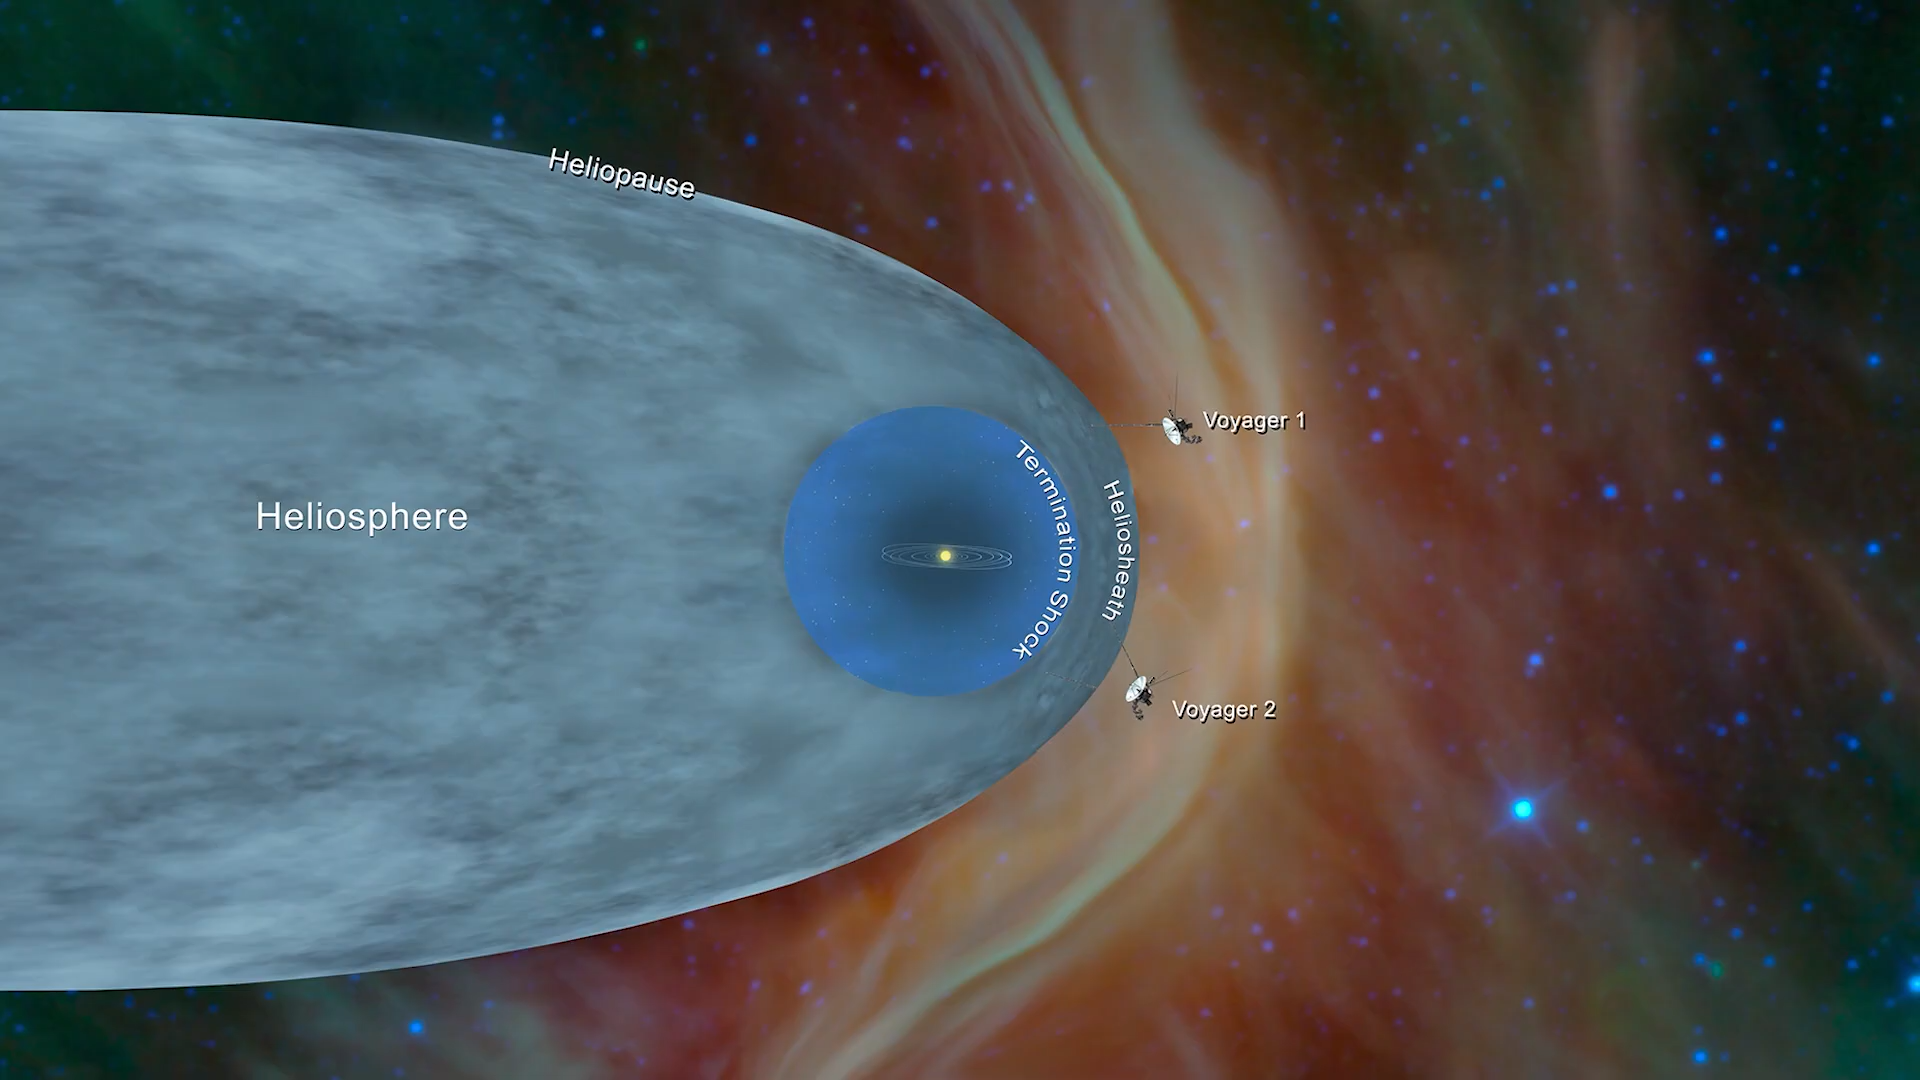 Heliopause
Voyager 1
Termination Shock
Heliosheath
Heliosphere
Voyager 2